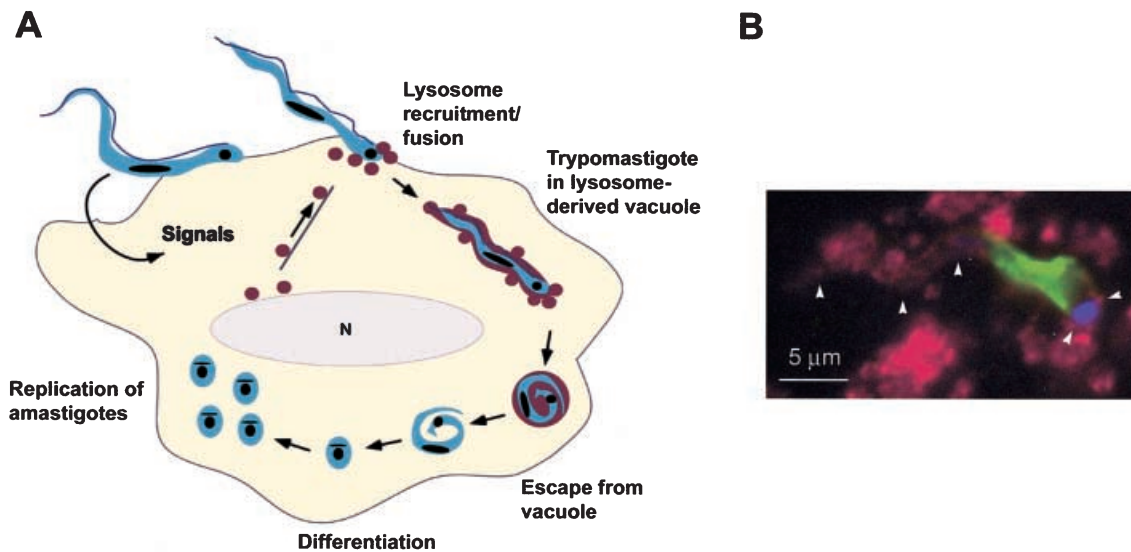 A
B
Lysosome
recruitment/
fusion
Trypomastigote
in lysosome-
derived vacuole
Signals
N
5 μm
Replication of
amastigotes
Escape from
vacuole
Differentiation